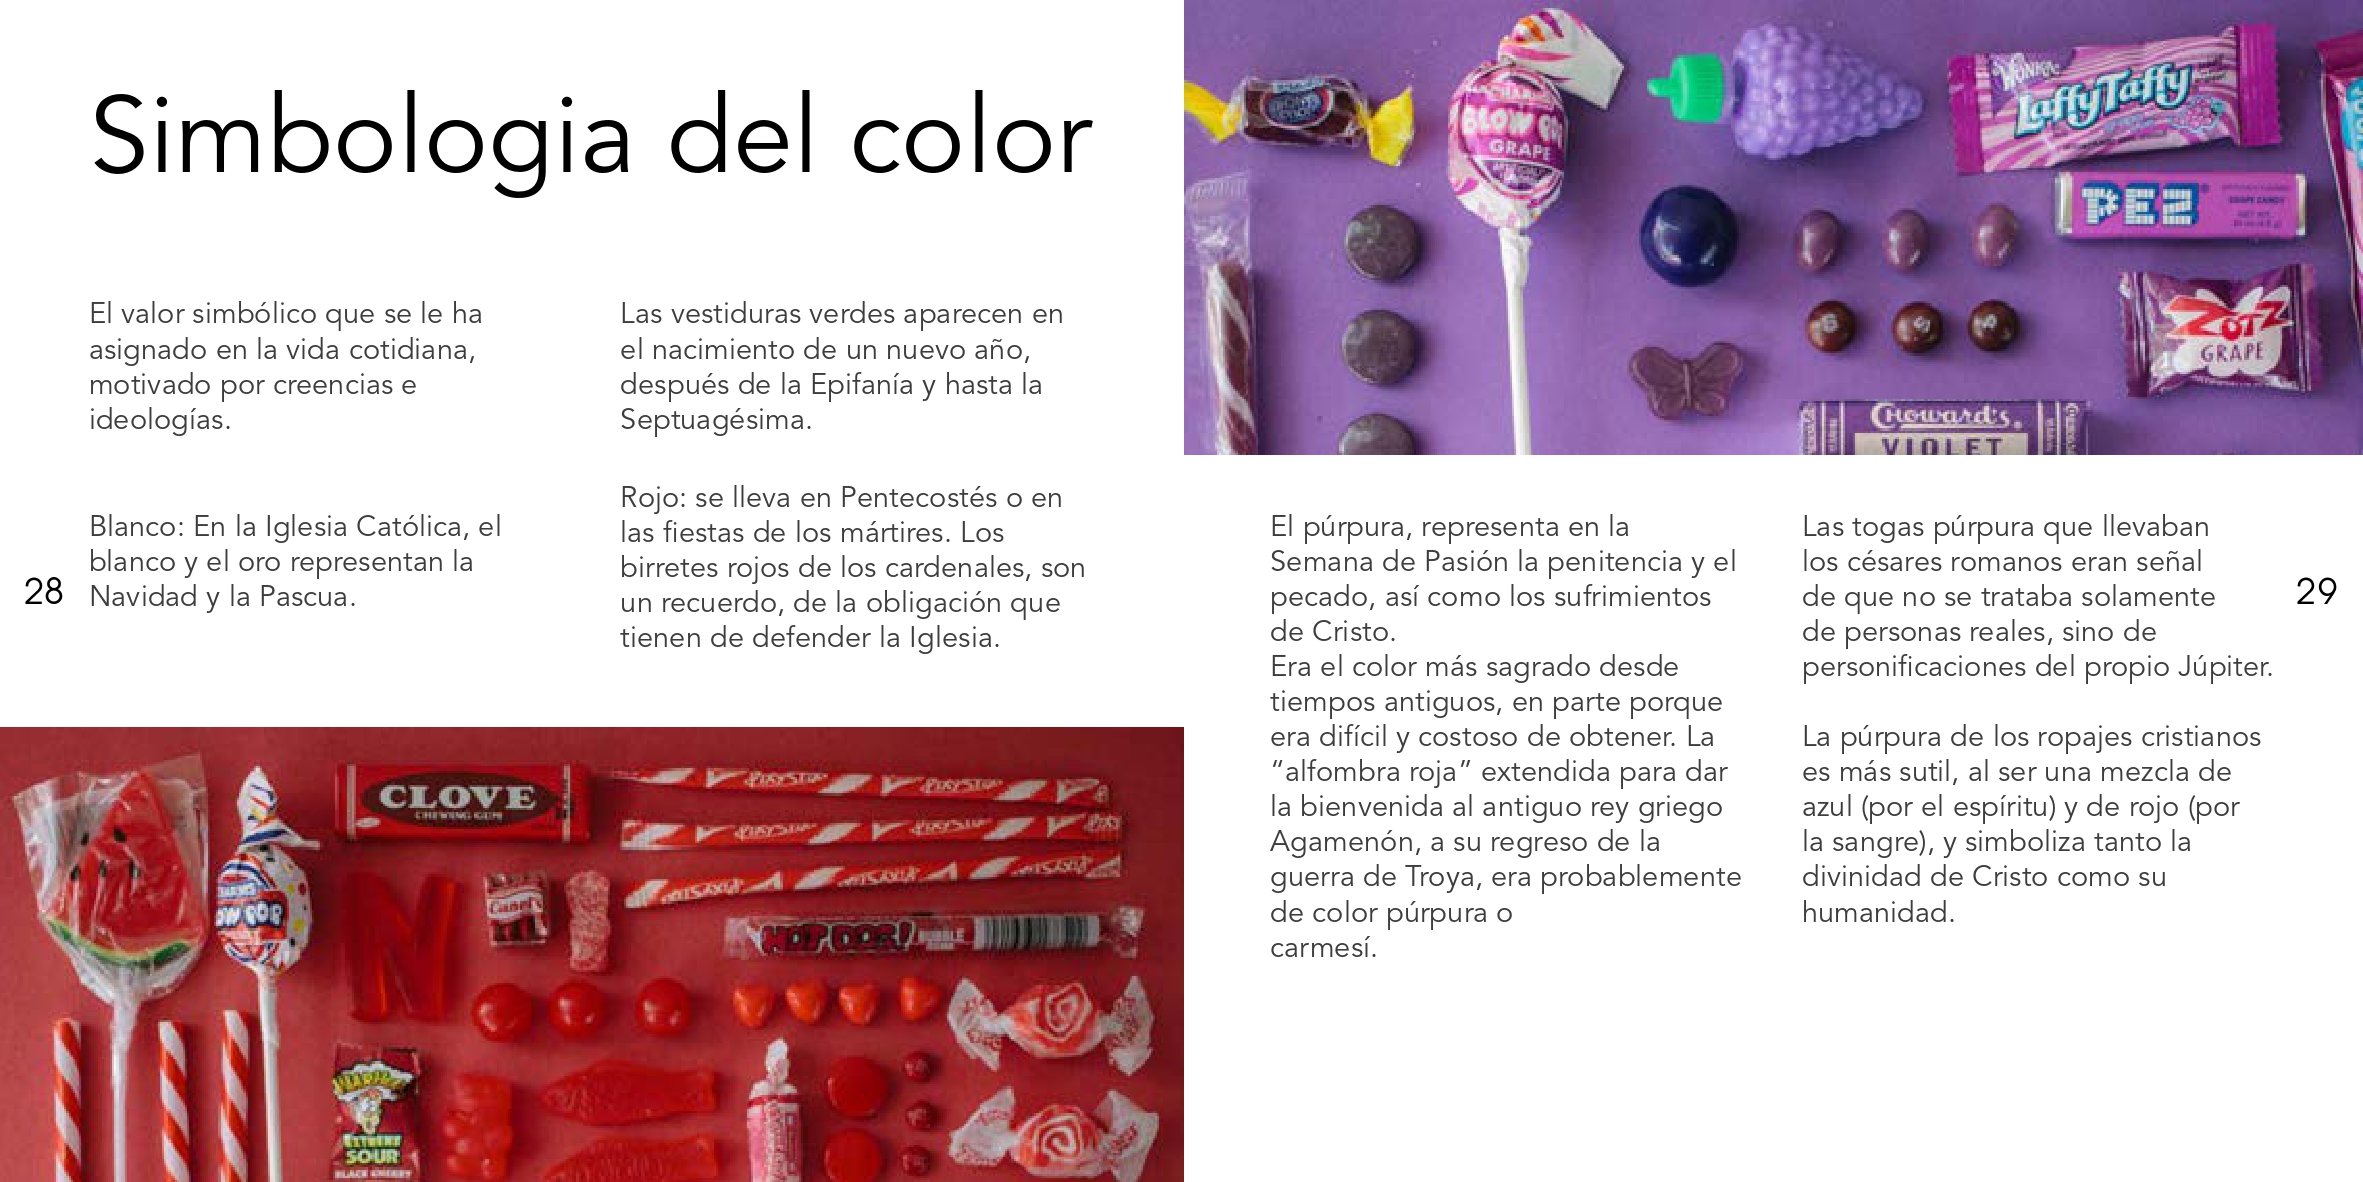 Simbologia del color
El valor simbólico que se le ha
asignado en la vida cotidiana,
motivado por creencias e
ideologías.
Blanco: En la Iglesia Católica, el
blanco y el oro representan la
Navidad y la Pascua.
28
Las vestiduras verdes aparecen en
el nacimiento de un nuevo año,
después de la Epifanía y hasta la
Septuagésima.
Rojo: se lleva en Pentecostés o en
las fiestas de los mártires. Los
birretes rojos de los cardenales, son
un recuerdo, de la obligación que
tienen de defender la Iglesia.
CLOVE
CHEWING GUM
HOT DOG!
BUBBLE
EXTREME
SOUR
BLACK CHERRY
BLOW POP
GRAPE
WONKA
Laffy Taffy
PEZ
ZOTZ
GRAPE
Choward's
VIOLET
El púrpura, representa en la
Semana de Pasión la penitencia y el
pecado, así como los sufrimientos
de Cristo.
Era el color más sagrado desde
tiempos antiguos, en parte porque
era difícil y costoso de obtener. La
“alfombra roja” extendida para dar
la bienvenida al antiguo rey griego
Agamenón, a su regreso de la
guerra de Troya, era probablemente
de color púrpura o
carmesí.
Las togas púrpura que llevaban
los césares romanos eran señal
de que no se trataba solamente
de personas reales, sino de
personificaciones del propio Júpiter.
La púrpura de los ropajes cristianos
es más sutil, al ser una mezcla de
azul (por el espíritu) y de rojo (por
la sangre), y simboliza tanto la
divinidad de Cristo como su
humanidad.
29